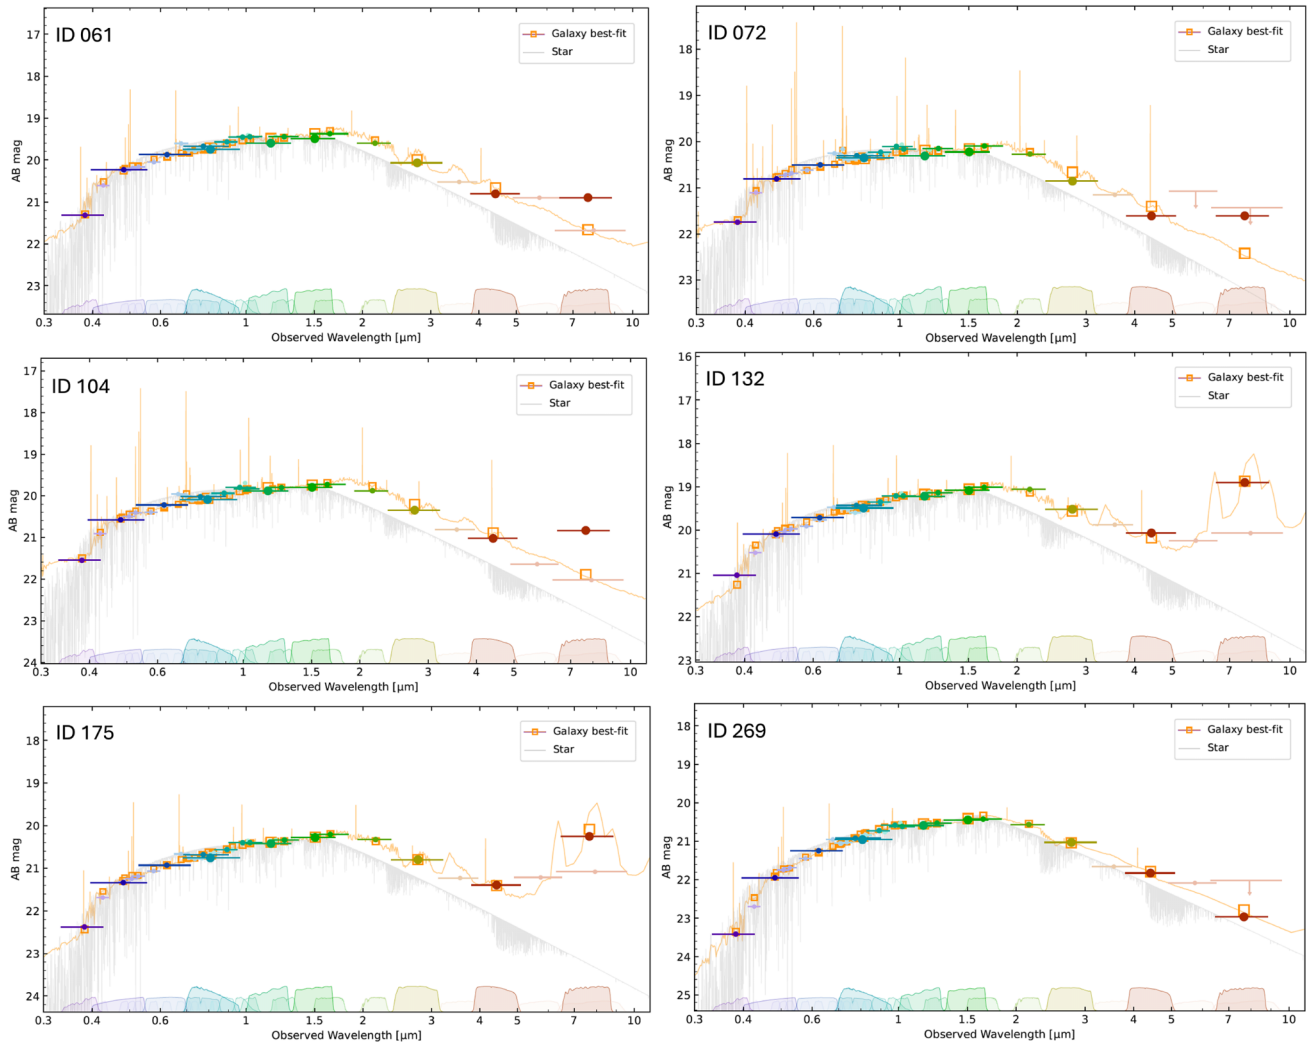 ID 061
Galaxy best-fit
Star
AB mag
17
18
19
20
21
22
23
0.3 0.4 0.6 1 1.5 2 3 4 5 7 10
Observed Wavelength [μm]
ID 072
Galaxy best-fit
Star
AB mag
18
19
20
21
22
23
0.3 0.4 0.6 1 1.5 2 3 4 5 7 10
Observed Wavelength [μm]
ID 104
Galaxy best-fit
Star
AB mag
17
18
19
20
21
22
23
24
0.3 0.4 0.6 1 1.5 2 3 4 5 7 10
Observed Wavelength [μm]
ID 132
Galaxy best-fit
Star
AB mag
16
17
18
19
20
21
22
23
0.3 0.4 0.6 1 1.5 2 3 4 5 7 10
Observed Wavelength [μm]
ID 175
Galaxy best-fit
Star
AB mag
18
19
20
21
22
23
24
0.3 0.4 0.6 1 1.5 2 3 4 5 7 10
Observed Wavelength [μm]
ID 269
Galaxy best-fit
Star
AB mag
18
19
20
21
22
23
24
25
0.3 0.4 0.6 1 1.5 2 3 4 5 7 10
Observed Wavelength [μm]